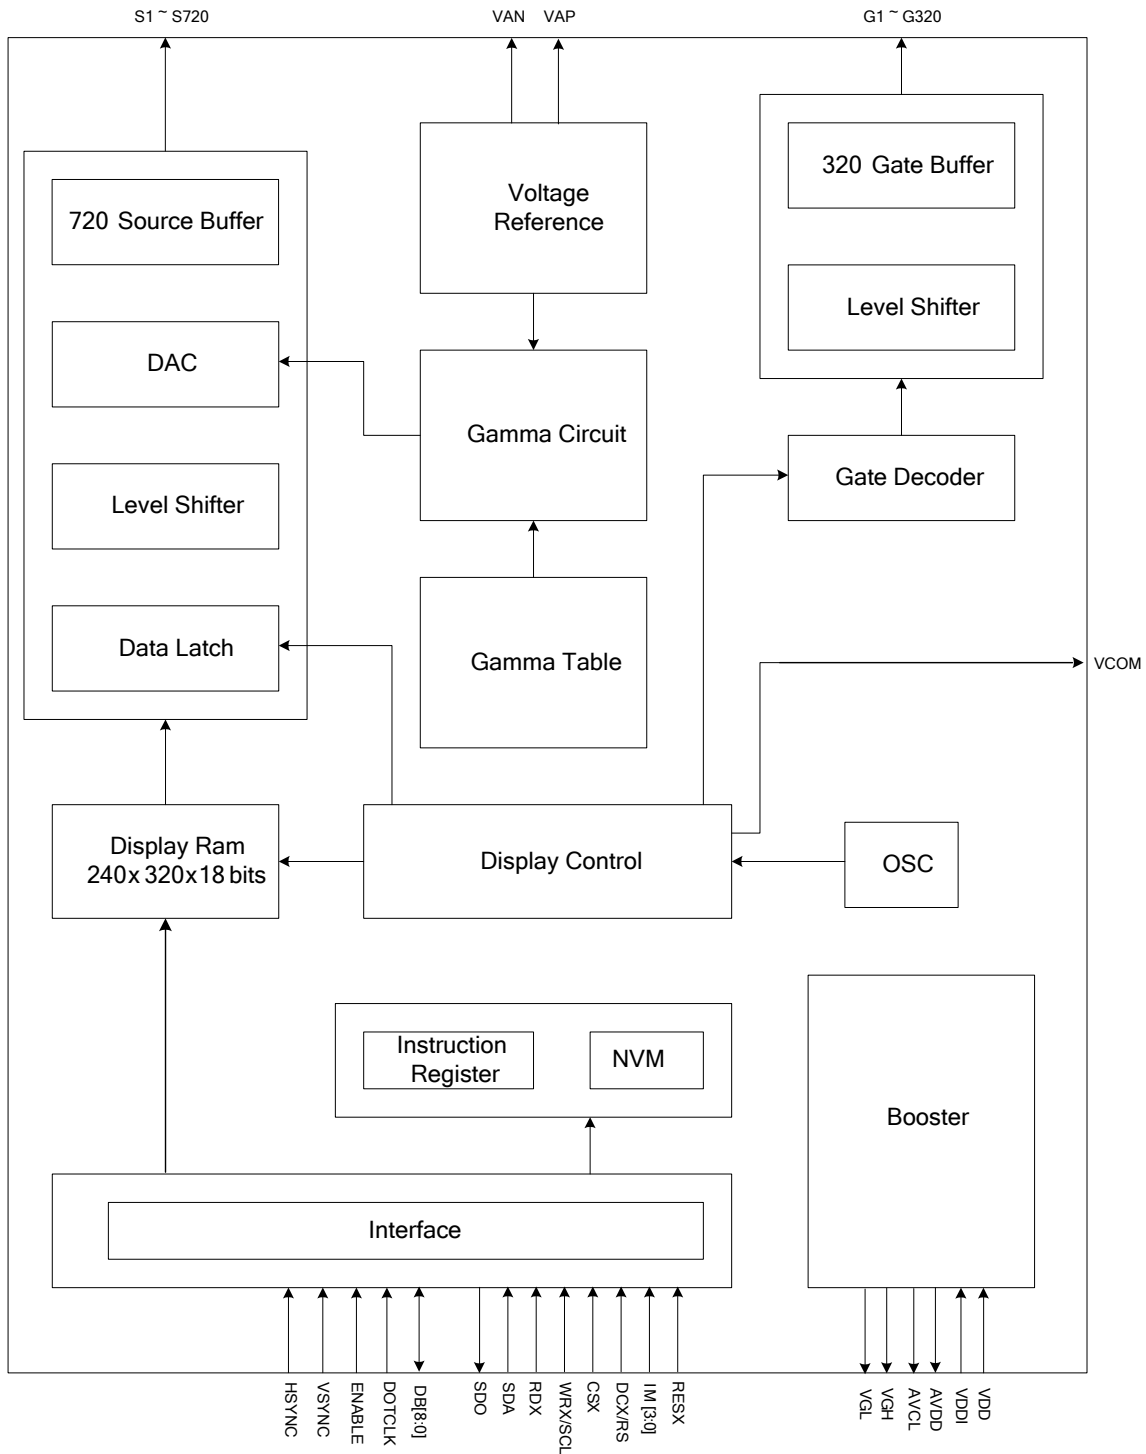 S1 ~ S720
VAN
VAP
G1 ~ G320
720 Source Buffer
Voltage
Reference
320 Gate Buffer
Level Shifter
DAC
Gamma Circuit
Gate Decoder
Level Shifter
Data Latch
Gamma Table
VCOM
Display Ram
240x 320x18 bits
Display Control
OSC
Instruction
Register
NVM
Booster
Interface
HSYNC
VSYNC
ENABLE
DOTCLK
DB[8:0]
SDO
SDA
RDX
WRX/SCL
CSX
DCX/RS
IM [3:0]
RESX
VGL
VGH
AVCL
AVDD
VDDI
VDD